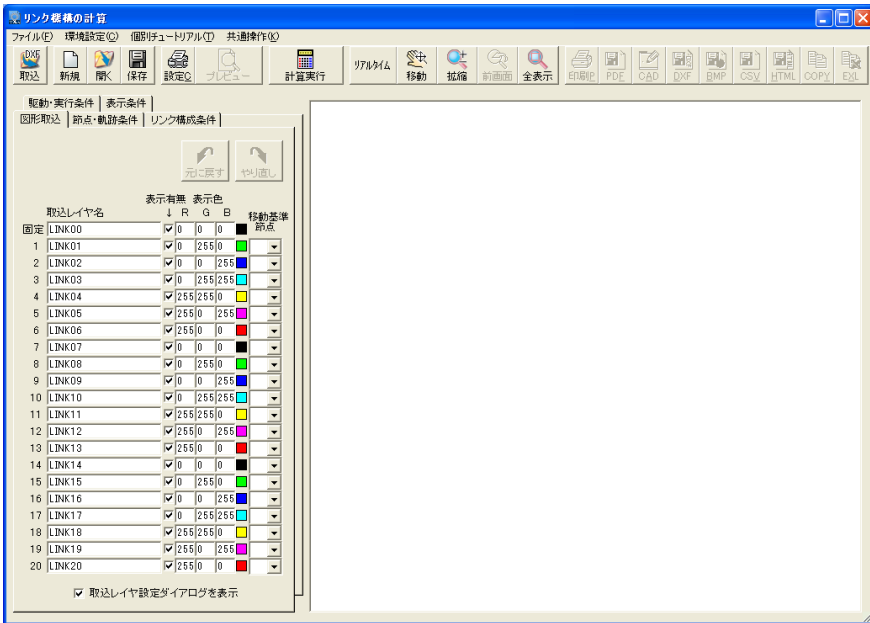 リンク機構の計算
ファイル(F) 環境設定(C) 個別チュートリアル(T) 共通操作(K)
DXF
取込 新規 開く 保存 設定C プレビュー 計算実行 リアルタイム 移動 拡縮 前画面 全表示 印刷P PDF CAD DXF BMP CSV HTML COPY EXL
駆動・実行条件 表示条件
図形取込 節点・軌跡条件 リンク構成条件
元に戻す やり直し
表示有無 表示色
取込レイヤ名 ↓ R G B 移動基準
節点
固定 LINK00 0 0 0
1 LINK01 0 255 0
2 LINK02 0 0 255
3 LINK03 0 255 255
4 LINK04 255 255 0
5 LINK05 255 0 255
6 LINK06 255 0 0
7 LINK07 0 0 0
8 LINK08 0 255 0
9 LINK09 0 0 255
10 LINK10 0 255 255
11 LINK11 255 255 0
12 LINK12 255 0 255
13 LINK13 255 0 0
14 LINK14 0 0 0
15 LINK15 0 255 0
16 LINK16 0 0 255
17 LINK17 0 255 255
18 LINK18 255 255 0
19 LINK19 255 0 255
20 LINK20 255 0 0
取込レイヤ設定ダイアログを表示